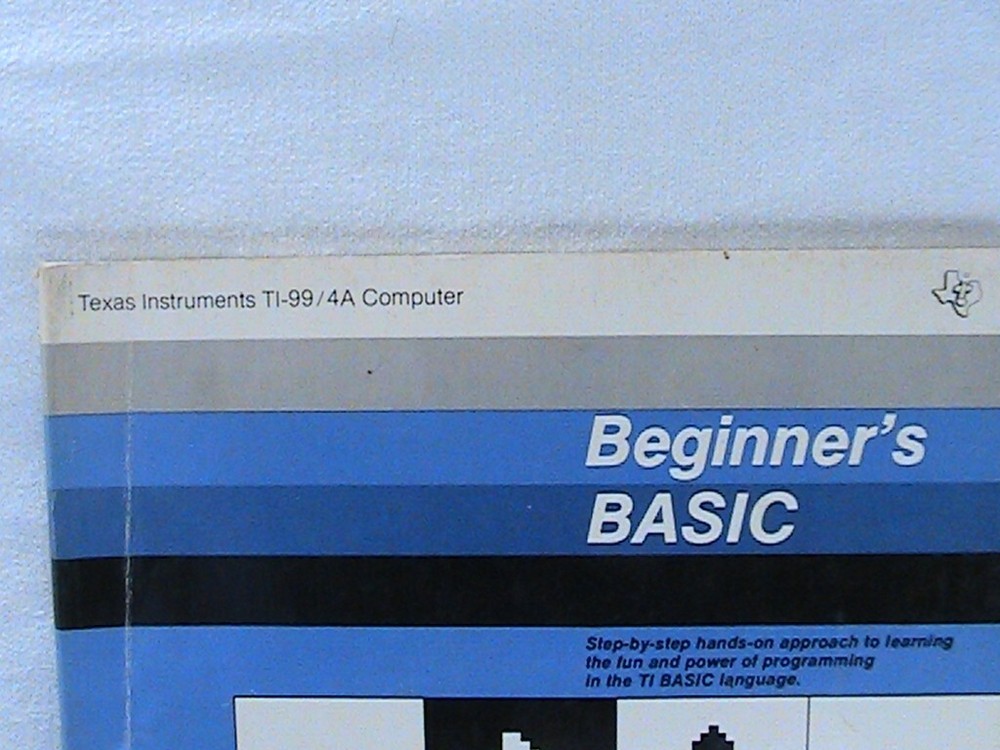 Texas Instruments TI-99/4A Computer
Beginner's
BASIC
Step-by-step hands-on approach to learning
the fun and power of programming
in the TI BASIC language.